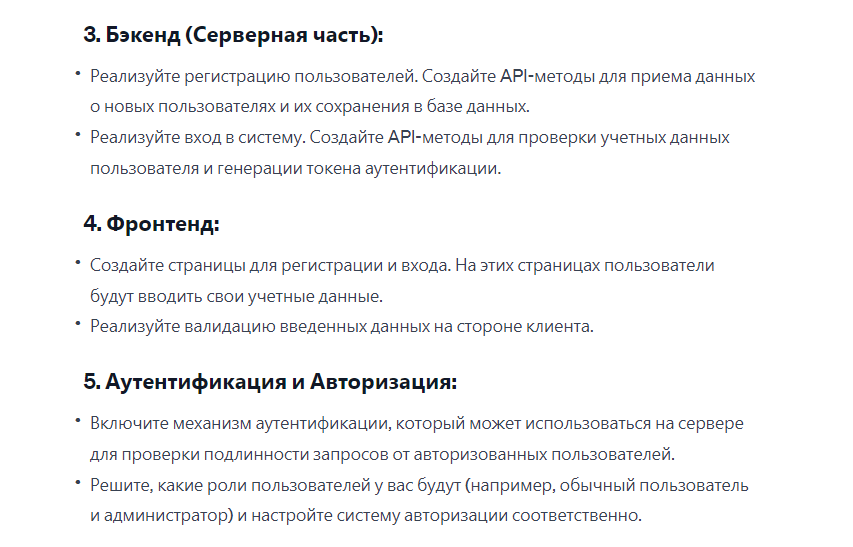 3. Бэкенд (Серверная часть):
• Реализуйте регистрацию пользователей. Создайте API-методы для приема данных
о новых пользователях и их сохранения в базе данных.
• Реализуйте вход в систему. Создайте API-методы для проверки учетных данных
пользователя и генерации токена аутентификации.
4. Фронтенд:
• Создайте страницы для регистрации и входа. На этих страницах пользователи
будут вводить свои учетные данные.
• Реализуйте валидацию введенных данных на стороне клиента.
5. Аутентификация и Авторизация:
• Включите механизм аутентификации, который может использоваться на сервере
для проверки подлинности запросов от авторизованных пользователей.
• Решите, какие роли пользователей у вас будут (например, обычный пользователь
и администратор) и настройте систему авторизации соответственно.